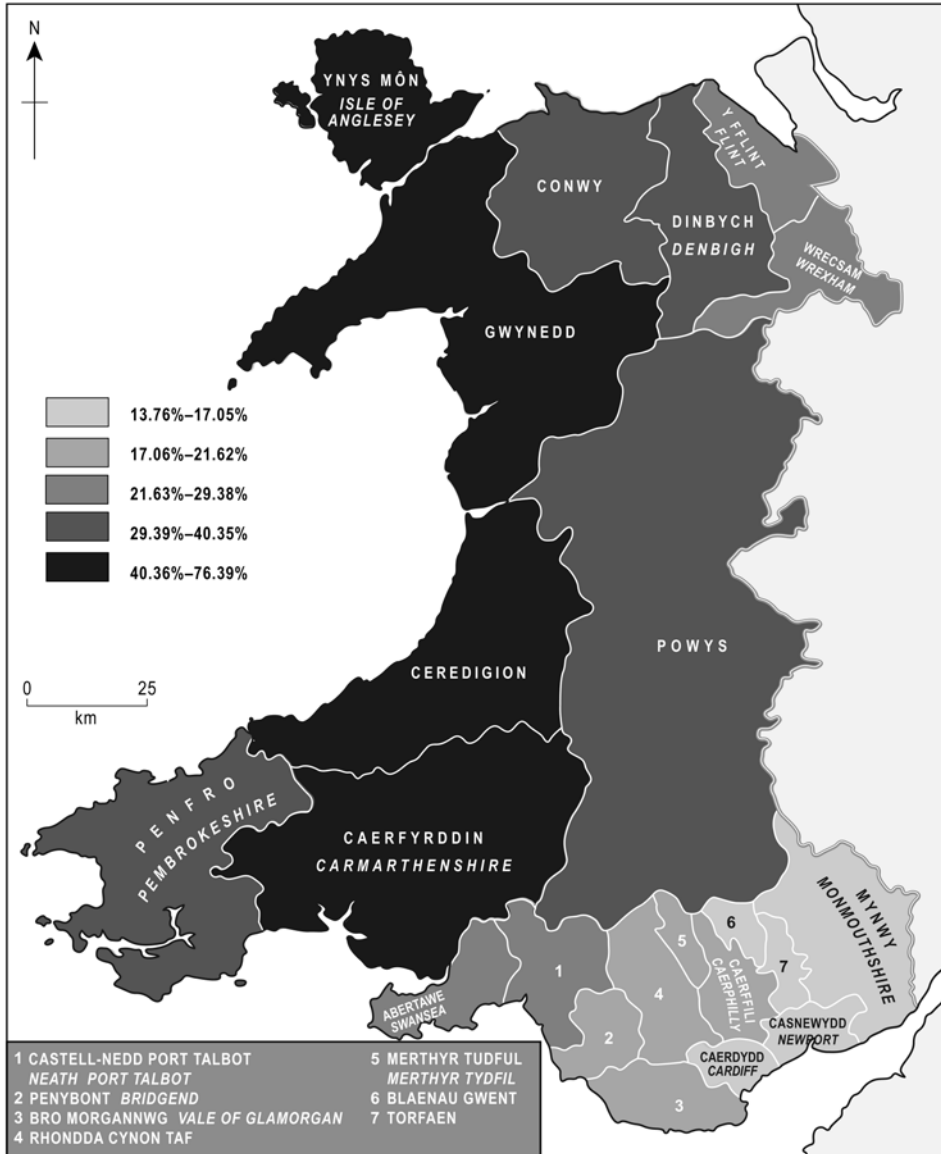 N
YNYS MÔN
ISLE OF
ANGLESEY
Y FFLINT
FLINT
CONWY
DINBYCH
DENBIGH
WRECSAM
WREXHAM
GWYNEDD
13.76%–17.05%
17.06%–21.62%
21.63%–29.38%
29.39%–40.35%
40.36%–76.39%
POWYS
CEREDIGION
0 25
km
PENFRO
PEMBROKESHIRE
CAERFYRDDIN
CARMARTHENSHIRE
MYNWY
MONMOUTHSHIRE
6
5
CAERFFILI
CAERPHILLY
7
1
4
ABERTAWE
SWANSEA
2
CASNEWYDD
NEWPORT
CAERDYDD
CARDIFF
3
1 CASTELL-NEDD PORT TALBOT
NEATH PORT TALBOT
2 PENYBONT BRIDGEND
3 BRO MORGANNWG VALE OF GLAMORGAN
4 RHONDDA CYNON TAF
5 MERTHYR TUDFUL
MERTHYR TYDFIL
6 BLAENAU GWENT
7 TORFAEN